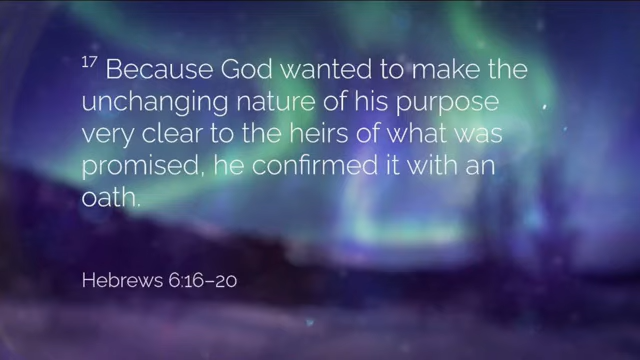 17 Because God wanted to make the
unchanging nature of his purpose
very clear to the heirs of what was
promised, he confirmed it with an
oath.
Hebrews 6:16–20